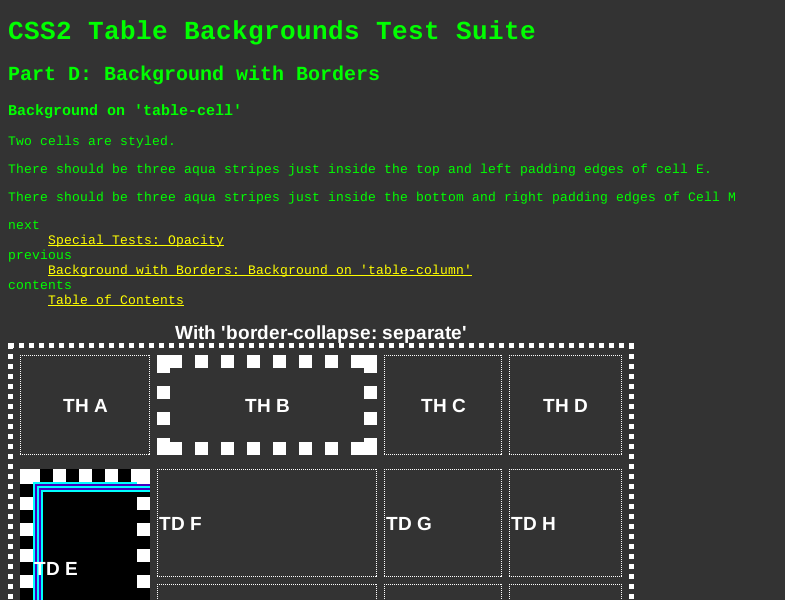 CSS2 Table Backgrounds Test Suite
Part D: Background with Borders
Background on 'table-cell'
Two cells are styled.
There should be three aqua stripes just inside the top and left padding edges of cell E.
There should be three aqua stripes just inside the bottom and right padding edges of Cell M
next
Special Tests: Opacity
previous
Background with Borders: Background on 'table-column'
contents
Table of Contents
With 'border-collapse: separate'
TH A TH B TH C TH D
TD E TD F TD G TD H